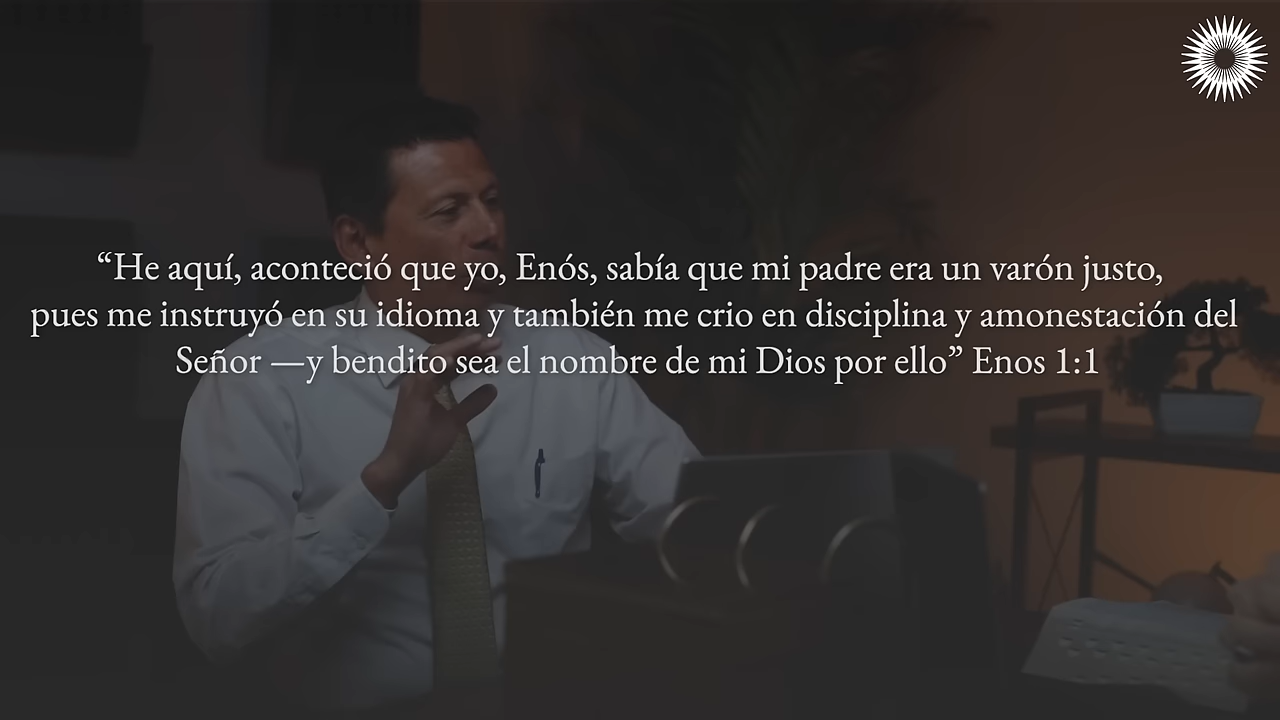 “He aquí, aconteció que yo, Enós, sabía que mi padre era un varón justo,
pues me instruyó en su idioma y también me crio en disciplina y amonestación del
Señor —y bendito sea el nombre de mi Dios por ello” Enos 1:1